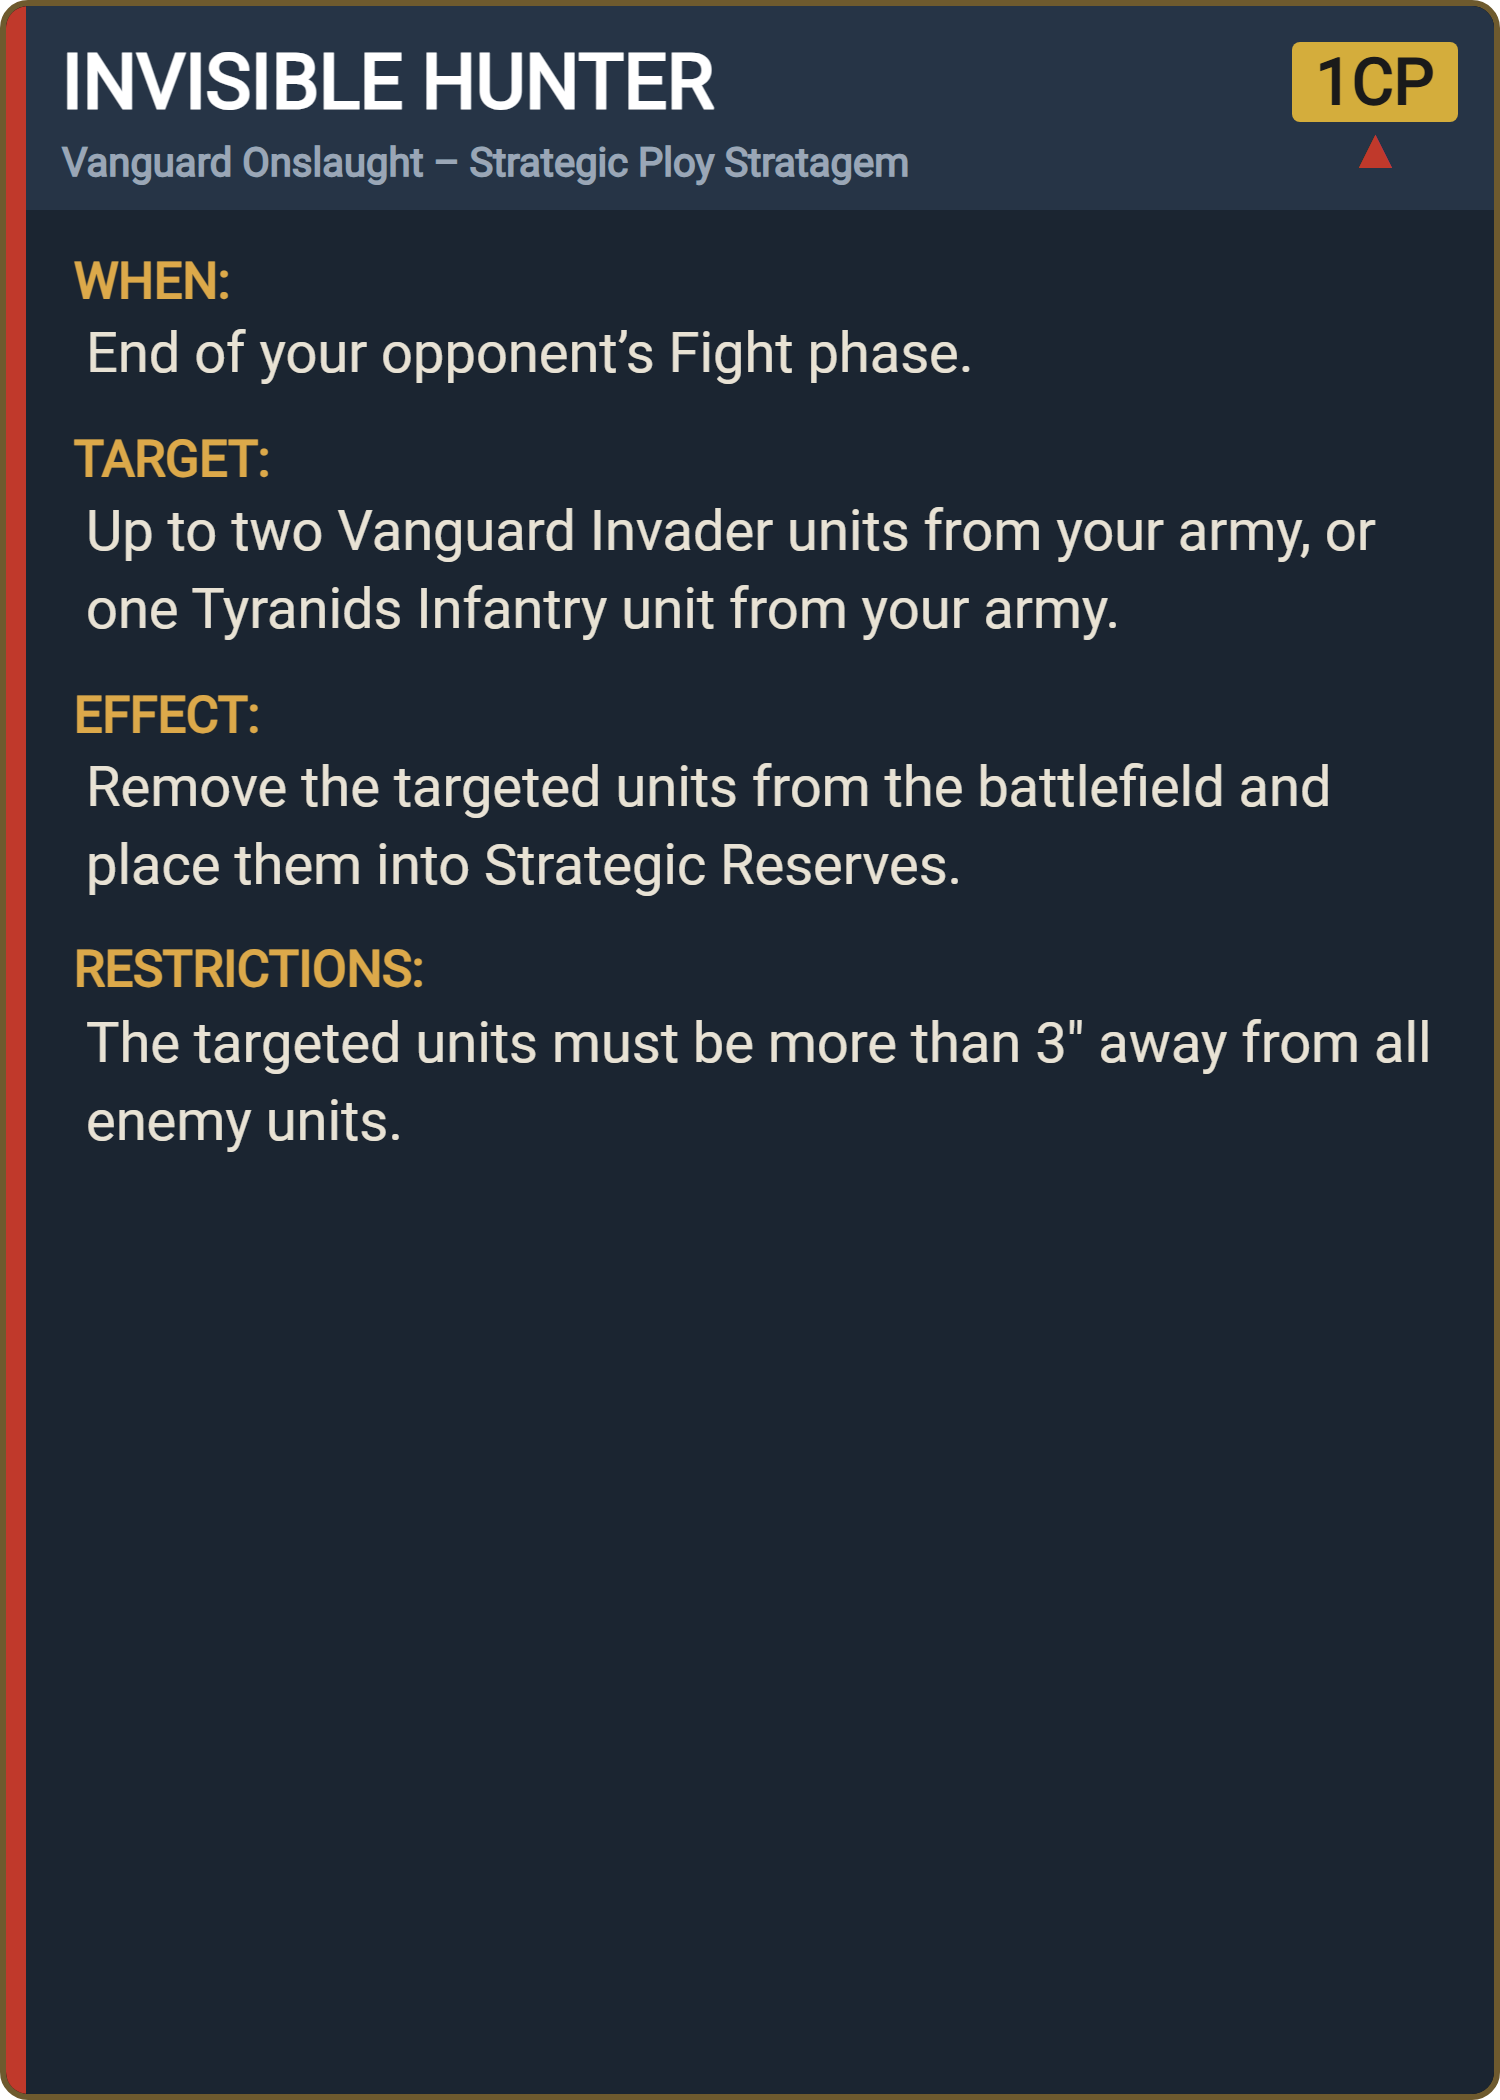 INVISIBLE HUNTER
1CP
Vanguard Onslaught – Strategic Ploy Stratagem
WHEN:
End of your opponent’s Fight phase.
TARGET:
Up to two Vanguard Invader units from your army, or
one Tyranids Infantry unit from your army.
EFFECT:
Remove the targeted units from the battlefield and
place them into Strategic Reserves.
RESTRICTIONS:
The targeted units must be more than 3" away from all
enemy units.